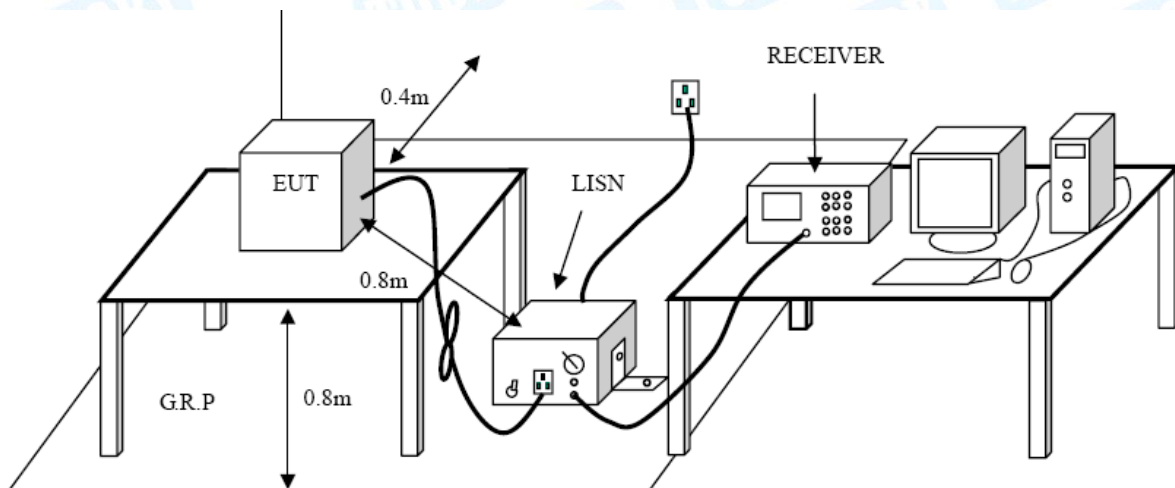 RECEIVER
0.4m
EUT
LISN
0.8m
G.R.P
0.8m